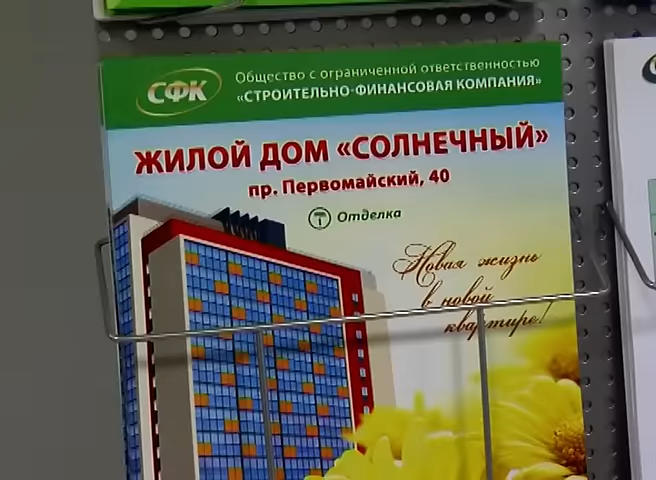 СФК
Общество с ограниченной ответственностью
«СТРОИТЕЛЬНО-ФИНАНСОВАЯ КОМПАНИЯ»
ЖИЛОЙ ДОМ «СОЛНЕЧНЫЙ»
пр. Первомайский, 40
Отделка
Новая жизнь
в новой
квартире!